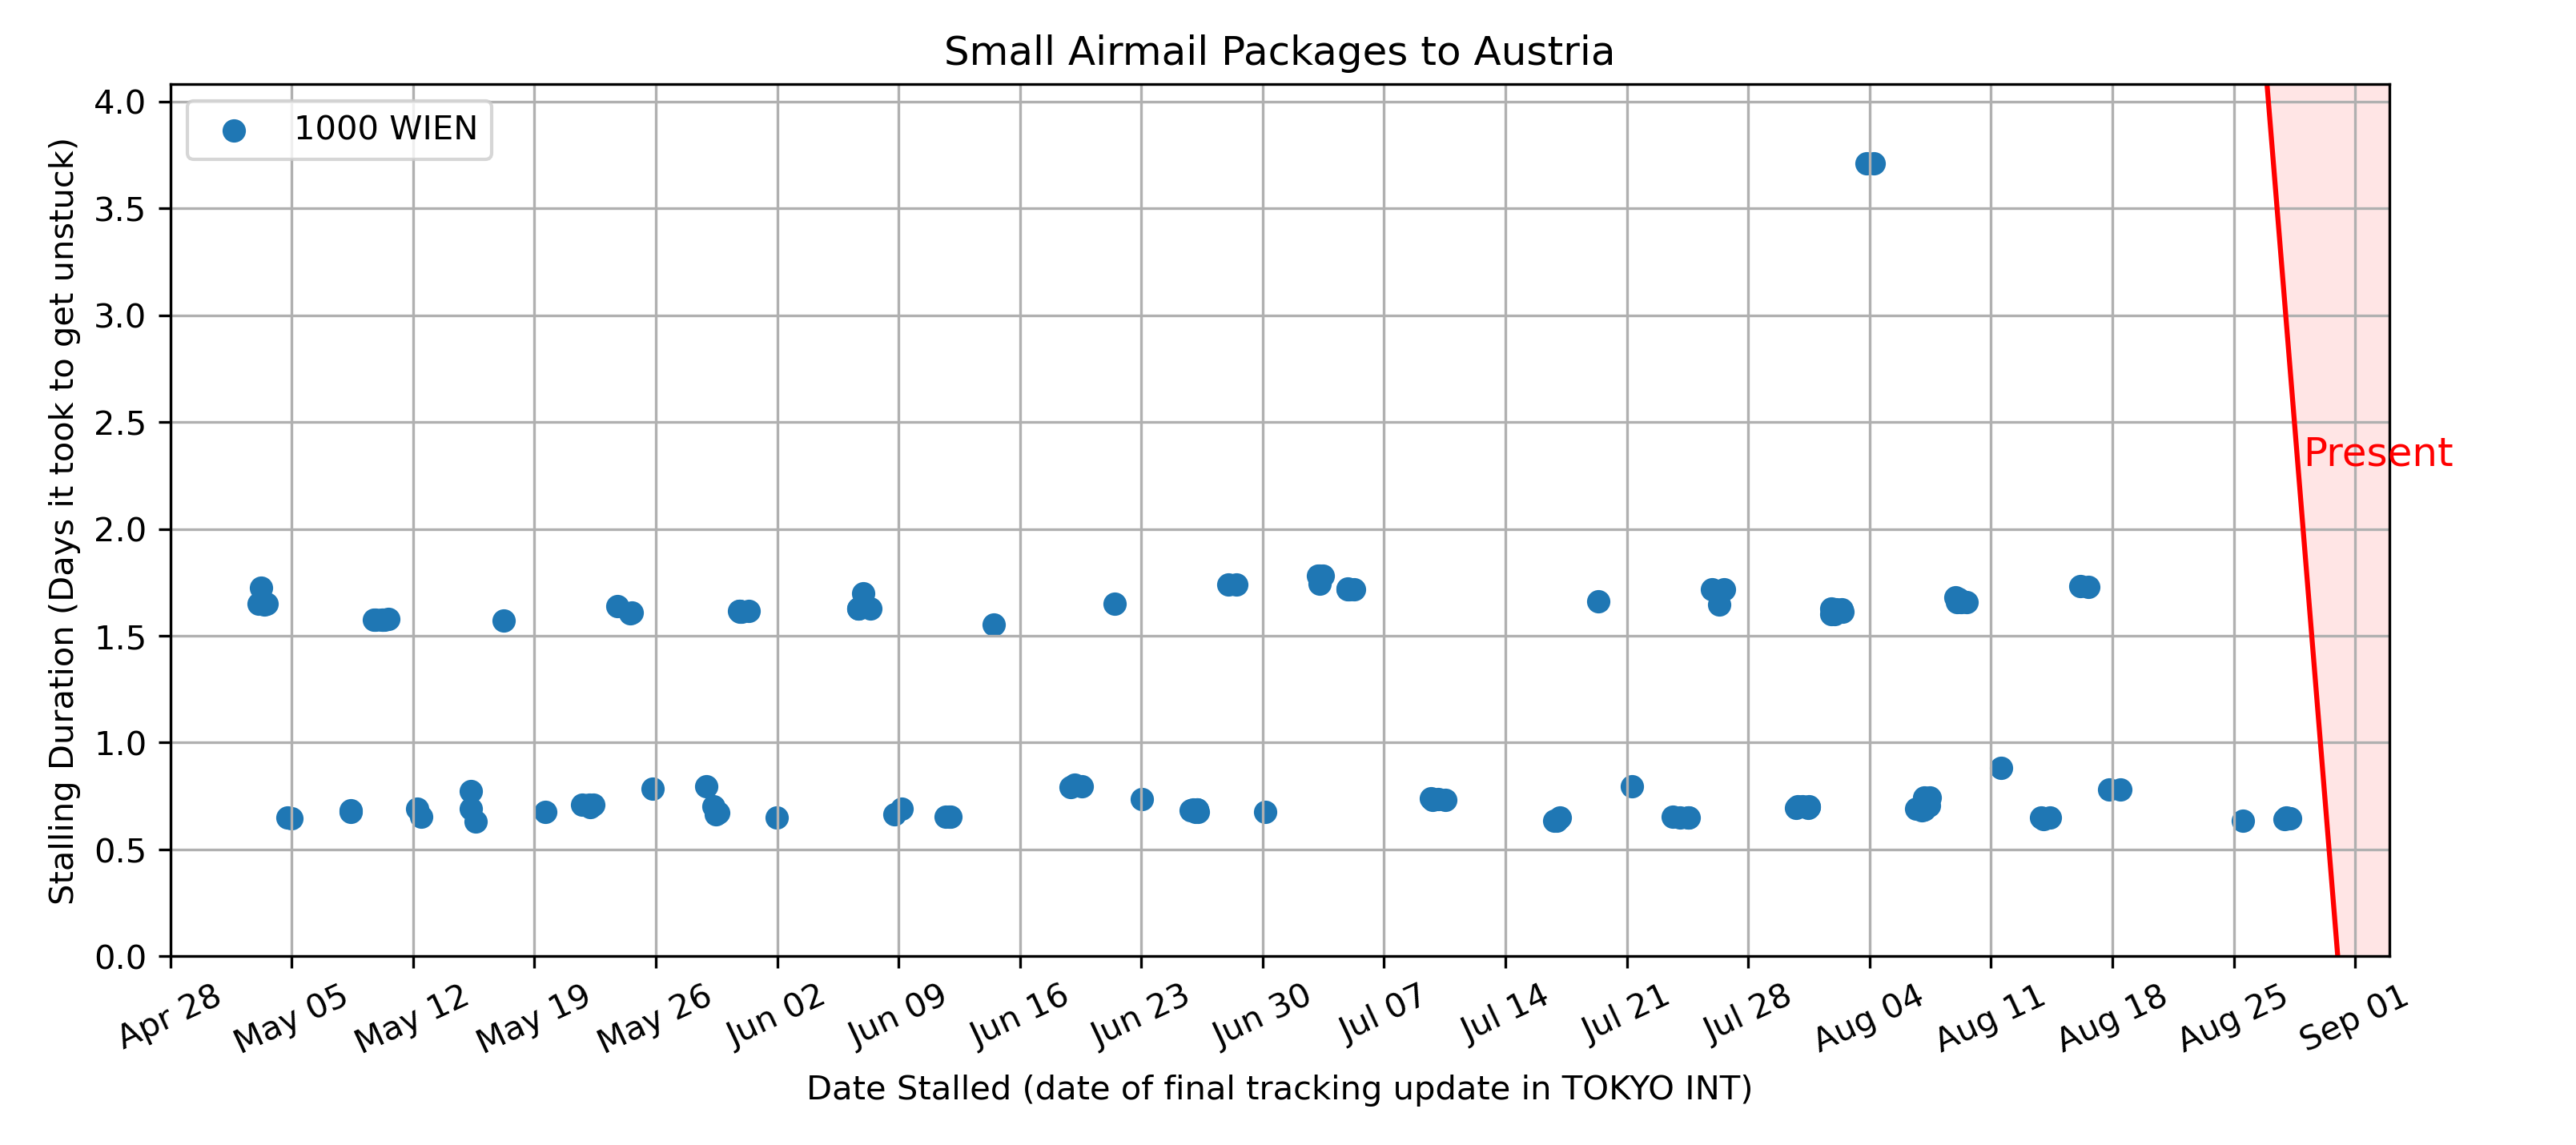 Small Airmail Packages to Austria
1000 WIEN
4.0
3.5
3.0
2.5
2.0
1.5
1.0
0.5
0.0
Stalling Duration (Days it took to get unstuck)
Present
Apr 28
May 05
May 12
May 19
May 26
Jun 02
Jun 09
Jun 16
Jun 23
Jun 30
Jul 07
Jul 14
Jul 21
Jul 28
Aug 04
Aug 11
Aug 18
Aug 25
Sep 01
Date Stalled (date of final tracking update in TOKYO INT)